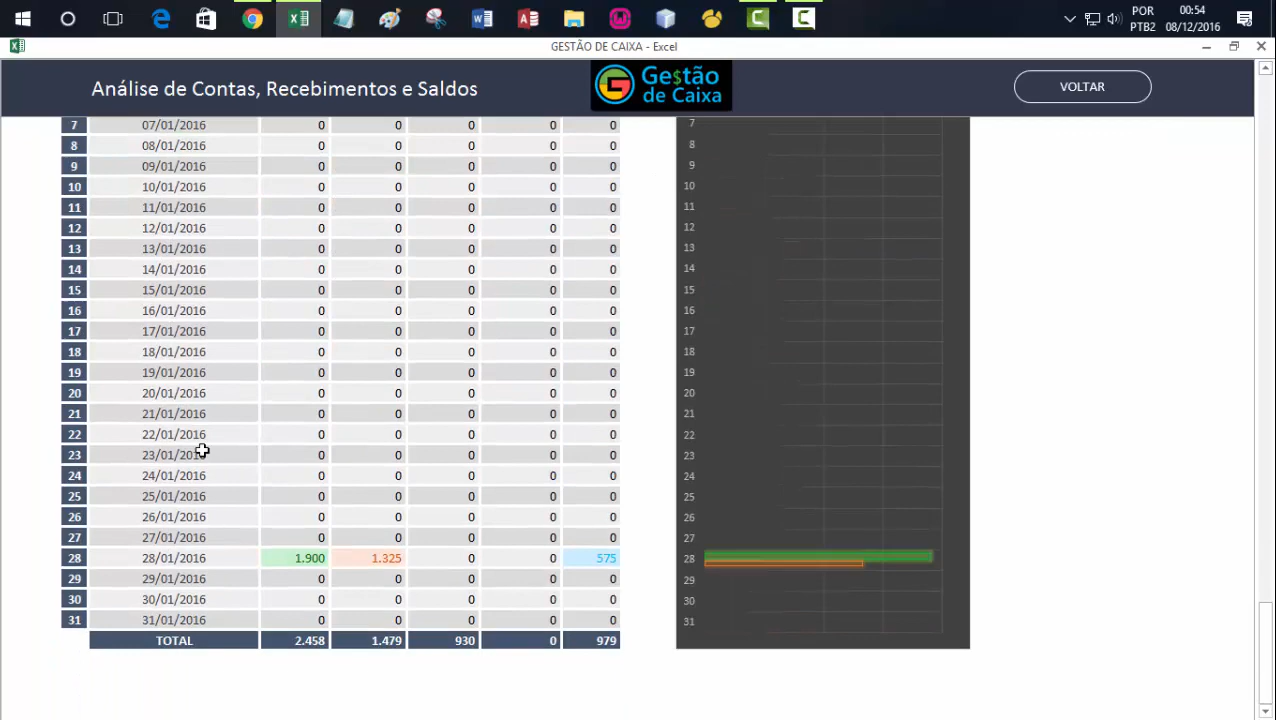 POR
00:54
PTB2
08/12/2016
GESTÃO DE CAIXA - Excel
Análise de Contas, Recebimentos e Saldos
Ge$tão
de Caixa
VOLTAR
7 07/01/2016 0 0 0 0 0
8 08/01/2016 0 0 0 0 0
9 09/01/2016 0 0 0 0 0
10 10/01/2016 0 0 0 0 0
11 11/01/2016 0 0 0 0 0
12 12/01/2016 0 0 0 0 0
13 13/01/2016 0 0 0 0 0
14 14/01/2016 0 0 0 0 0
15 15/01/2016 0 0 0 0 0
16 16/01/2016 0 0 0 0 0
17 17/01/2016 0 0 0 0 0
18 18/01/2016 0 0 0 0 0
19 19/01/2016 0 0 0 0 0
20 20/01/2016 0 0 0 0 0
21 21/01/2016 0 0 0 0 0
22 22/01/2016 0 0 0 0 0
23 23/01/2016 0 0 0 0 0
24 24/01/2016 0 0 0 0 0
25 25/01/2016 0 0 0 0 0
26 26/01/2016 0 0 0 0 0
27 27/01/2016 0 0 0 0 0
28 28/01/2016 1.900 1.325 0 0 575
29 29/01/2016 0 0 0 0 0
30 30/01/2016 0 0 0 0 0
31 31/01/2016 0 0 0 0 0
TOTAL 2.458 1.479 930 0 979
7
8
9
10
11
12
13
14
15
16
17
18
19
20
21
22
23
24
25
26
27
28
29
30
31